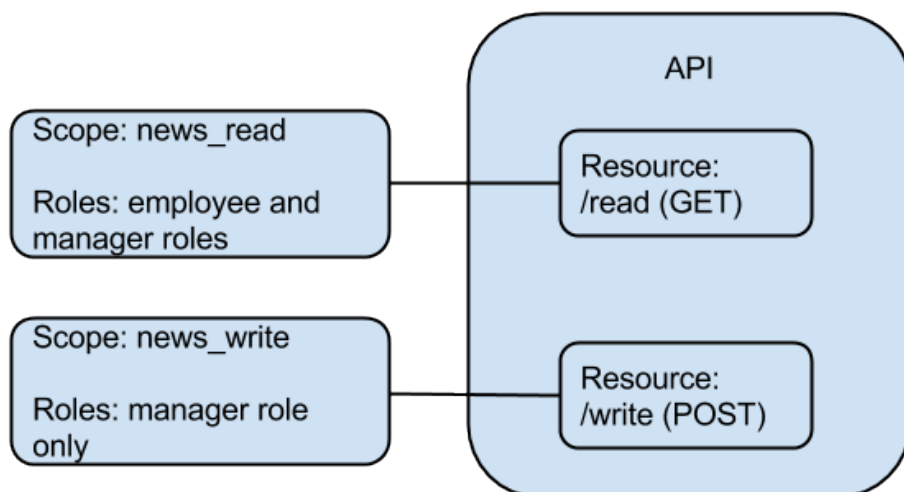 API
Scope: news_read
Roles: employee and
manager roles
Resource:
/read (GET)
Scope: news_write
Roles: manager role
only
Resource:
/write (POST)